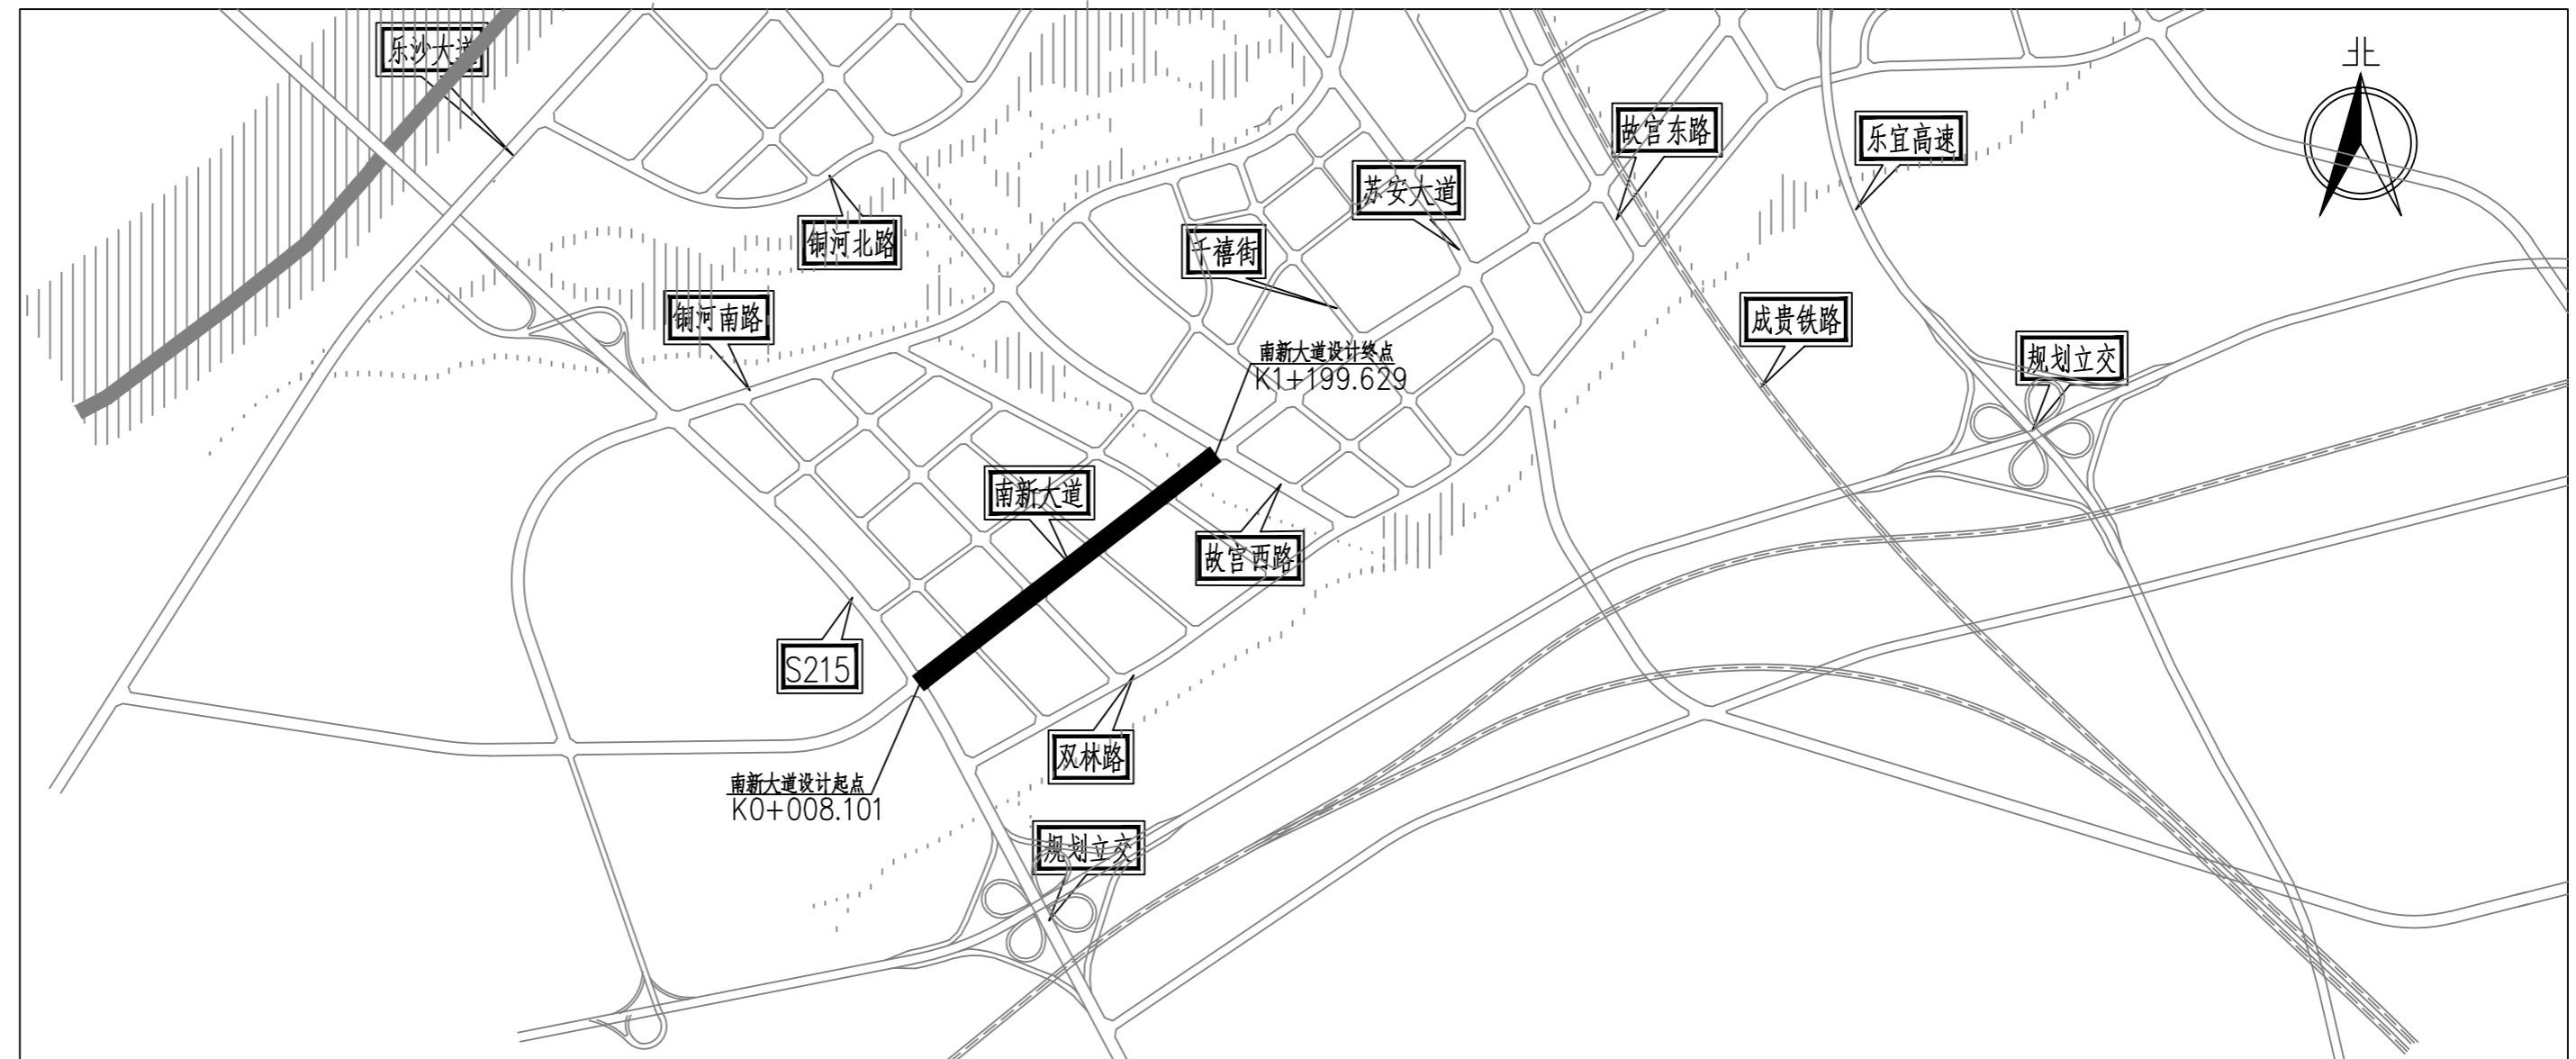 乐沙大道
北
故宫东路
乐宜高速
苏安大道
铜河北路
千禧街
铜河南路
成贵铁路
规划立交
南新大道设计终点
K1+199.629
南新大道
故宫西路
S215
双林路
南新大道设计起点
K0+008.101
规划立交